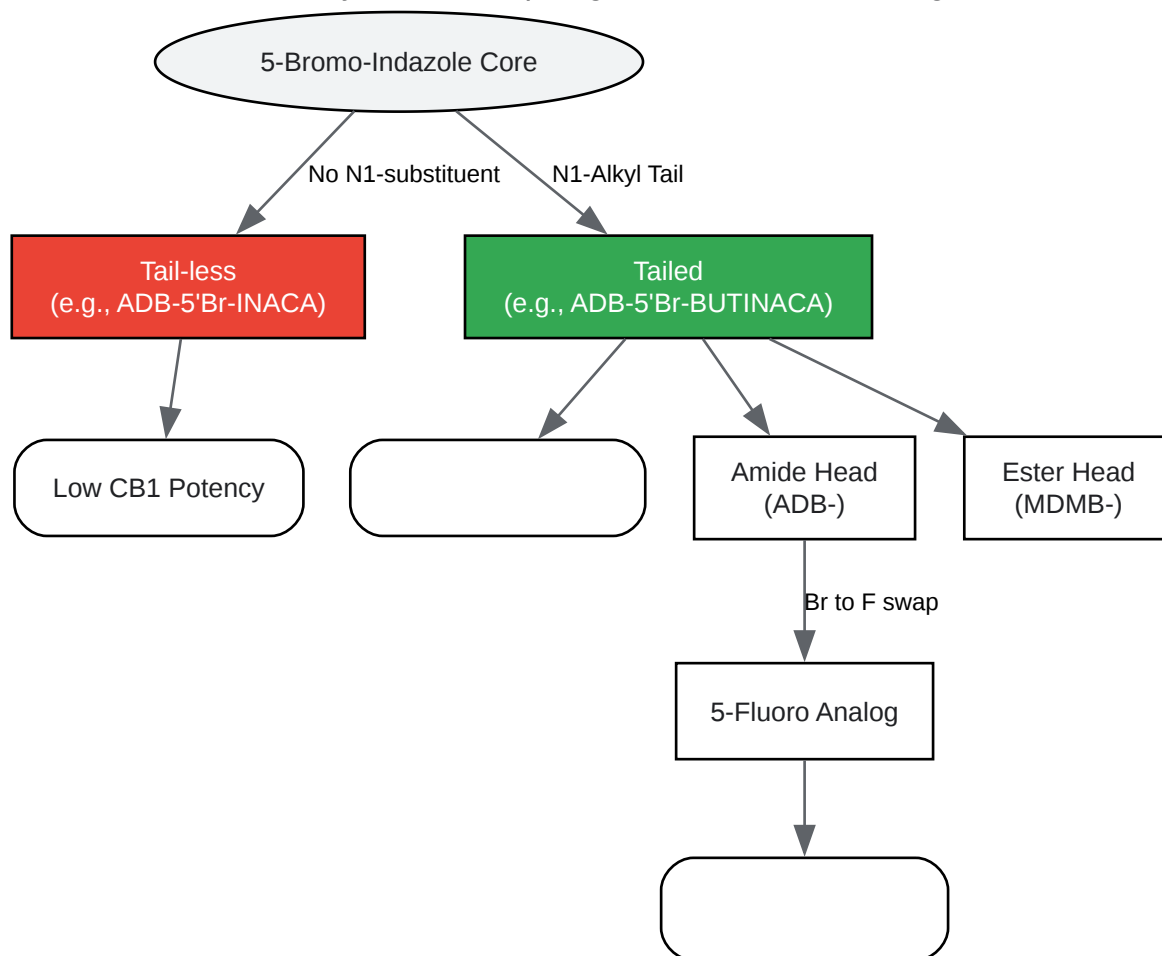 5-Bromo-Indazole Core
No N1-substituent
N1-Alkyl Tail
Tail-less
(e.g., ADB-5'Br-INACA)
Tailed
(e.g., ADB-5'Br-BUTINACA)
Low CB1 Potency
Amide Head
(ADB-)
Ester Head
(MDMB-)
Br to F swap
5-Fluoro Analog